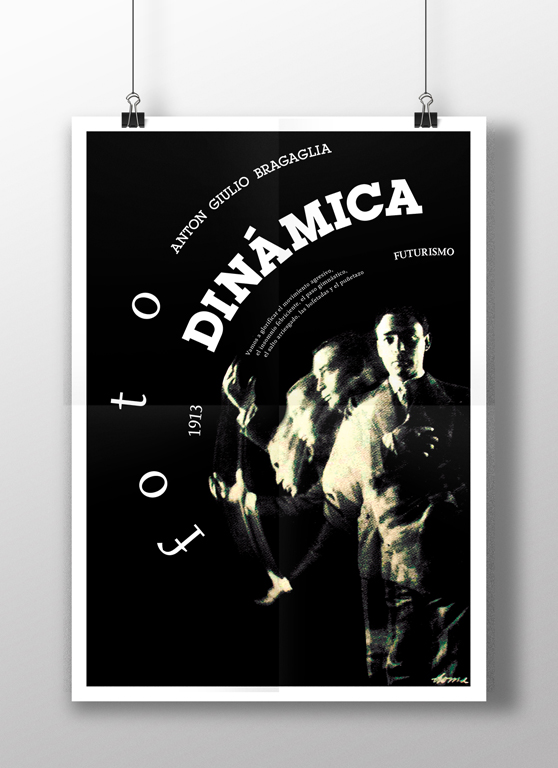 ANTON GIULIO BRAGAGLIA
foto
DINÁMICA
FUTURISMO
Vamos a glorificar el movimiento agresivo,
el insomnio febriciente, el paso gimnástico,
el salto arriesgado, las bofetadas y el puñetazo
1913